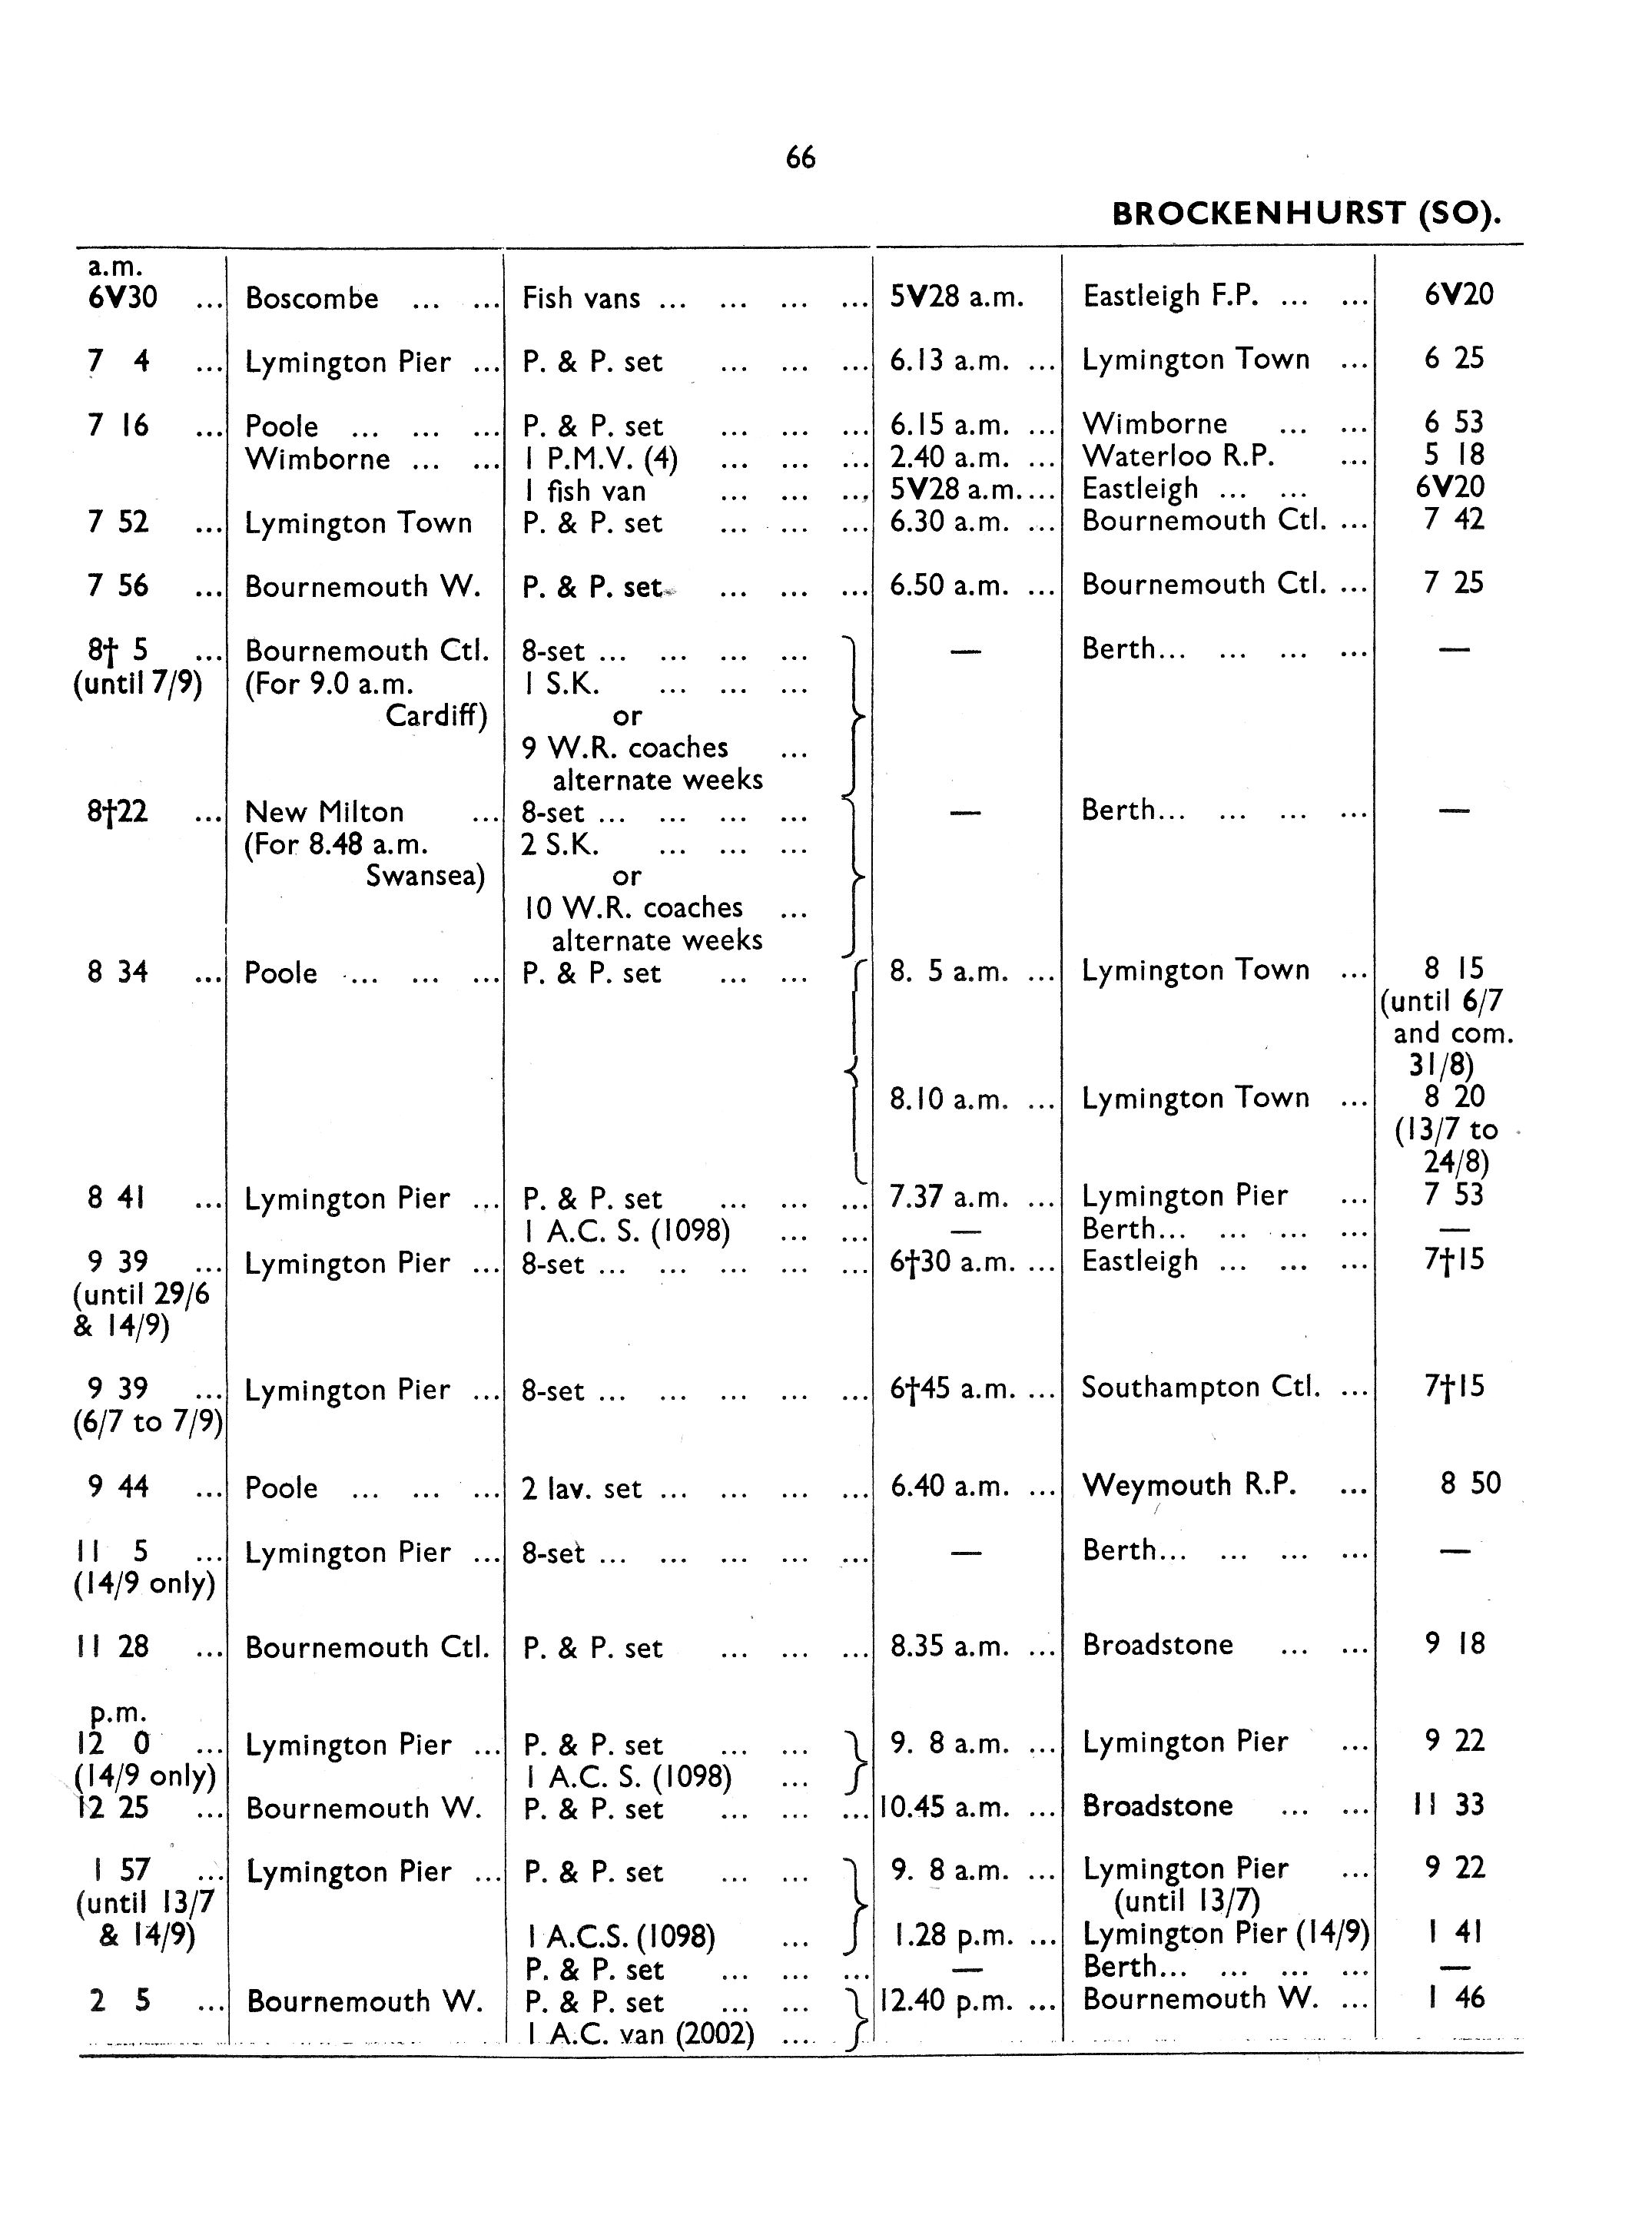 66
BROCKENHURST (SO).
a.m.
6V30 ... Boscombe ... ... Fish vans ... ... ... ... 5V28 a.m. Eastleigh F.P. ... ... 6V20
7 4 ... Lymington Pier ... P. & P. set ... ... ... 6.13 a.m. ... Lymington Town ... 6 25
7 16 ... Poole ... ... ... P. & P. set ... ... ... 6.15 a.m. ... Wimborne ... ... 6 53
Wimborne ... ... 1 P.M.V. (4) ... ... ... 2.40 a.m. ... Waterloo R.P. ... 5 18
1 fish van ... ... ... 5V28 a.m. ... Eastleigh ... ... 6V20
7 52 ... Lymington Town P. & P. set ... ... ... 6.30 a.m. ... Bournemouth Ctl. ... 7 42
7 56 ... Bournemouth W. P. & P. set ... ... ... 6.50 a.m. ... Bournemouth Ctl. ... 7 25
8† 5 ... Bournemouth Ctl. 8-set ... ... ... ... — Berth... ... ... ... —
(until 7/9) (For 9.0 a.m. 1 S.K. ... ... ...
Cardiff) or
9 W.R. coaches ...
alternate weeks
8†22 ... New Milton ... 8-set ... ... ... ... — Berth... ... ... ... —
(For 8.48 a.m. 2 S.K. ... ... ...
Swansea) or
10 W.R. coaches ...
alternate weeks
8 34 ... Poole ... ... ... P. & P. set ... ... 8. 5 a.m. ... Lymington Town ... 8 15
(until 6/7
and com.
31/8)
8.10 a.m. ... Lymington Town ... 8 20
(13/7 to
24/8)
8 41 ... Lymington Pier ... P. & P. set ... ... ... 7.37 a.m. ... Lymington Pier ... 7 53
1 A.C. S. (1098) ... ... — Berth... ... ... ... —
9 39 ... Lymington Pier ... 8-set ... ... ... ... ... 6†30 a.m. ... Eastleigh ... ... ... 7†15
(until 29/6
& 14/9)
9 39 ... Lymington Pier ... 8-set ... ... ... ... ... 6†45 a.m. ... Southampton Ctl. ... 7†15
(6/7 to 7/9)
9 44 ... Poole ... ... ... 2 lav. set ... ... ... ... 6.40 a.m. ... Weymouth R.P. ... 8 50
11 5 ... Lymington Pier ... 8-set ... ... ... ... ... — Berth... ... ... ... —
(14/9 only)
11 28 ... Bournemouth Ctl. P. & P. set ... ... ... 8.35 a.m. ... Broadstone ... ... 9 18
p.m.
12 0 ... Lymington Pier ... P. & P. set ... ... 9. 8 a.m. ... Lymington Pier ... 9 22
(14/9 only) 1 A.C. S. (1098) ...
12 25 ... Bournemouth W. P. & P. set ... ... ... 10.45 a.m. ... Broadstone ... ... 11 33
1 57 ... Lymington Pier ... P. & P. set ... ... 9. 8 a.m. ... Lymington Pier ... 9 22
(until 13/7 (until 13/7)
& 14/9) 1 A.C.S. (1098) ... 1.28 p.m. ... Lymington Pier (14/9) 1 41
P. & P. set ... ... ... — Berth... ... ... ... —
2 5 ... Bournemouth W. P. & P. set ... ... 12.40 p.m. ... Bournemouth W. ... 1 46
1 A.C. van (2002) ...